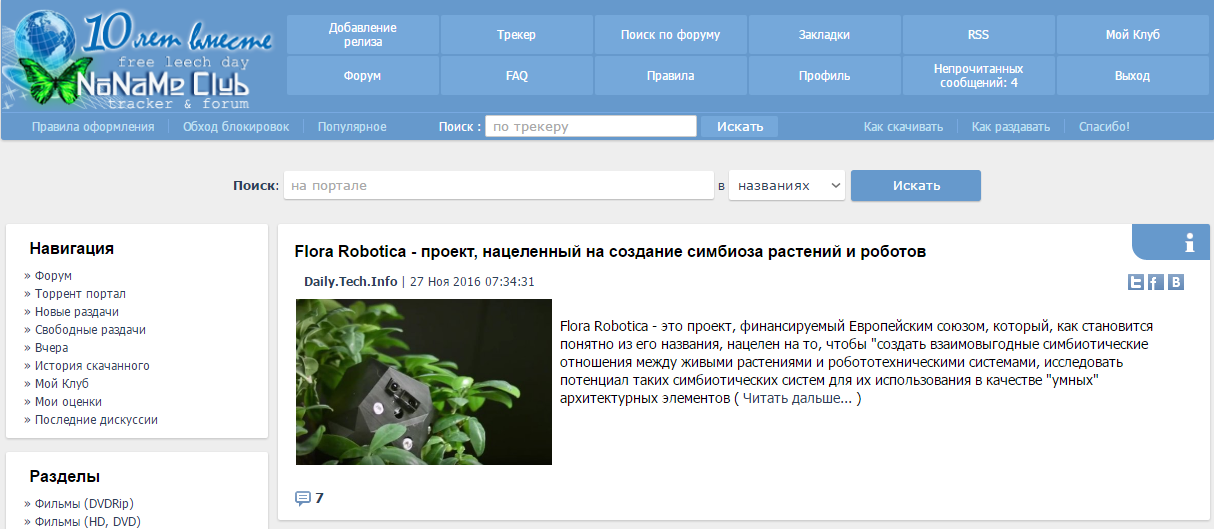 10 лет вместе
free leech day
NoNaMe Club
tracker & forum
Добавление
релиза
Трекер
Поиск по форуму
Закладки
RSS
Мой Клуб
Форум
FAQ
Правила
Профиль
Непрочитанных
сообщений: 4
Выход
Правила оформления
Обход блокировок
Популярное
Поиск :
по трекеру
Искать
Как скачивать
Как раздавать
Спасибо!
Поиск:
на портале
в
названиях
Искать
Навигация
» Форум
» Торрент портал
» Новые раздачи
» Свободные раздачи
» Вчера
» История скачанного
» Мой Клуб
» Мои оценки
» Последние дискуссии
Разделы
» Фильмы (DVDRip)
» Фильмы (HD, DVD)
Flora Robotica - проект, нацеленный на создание симбиоза растений и роботов
Daily.Tech.Info | 27 Ноя 2016 07:34:31
Flora Robotica - это проект, финансируемый Европейским союзом, который, как становится
понятно из его названия, нацелен на то, чтобы "создать взаимовыгодные симбиотические
отношения между живыми растениями и робототехническими системами, исследовать
потенциал таких симбиотических систем для их использования в качестве "умных"
архитектурных элементов ( Читать дальше... )
7